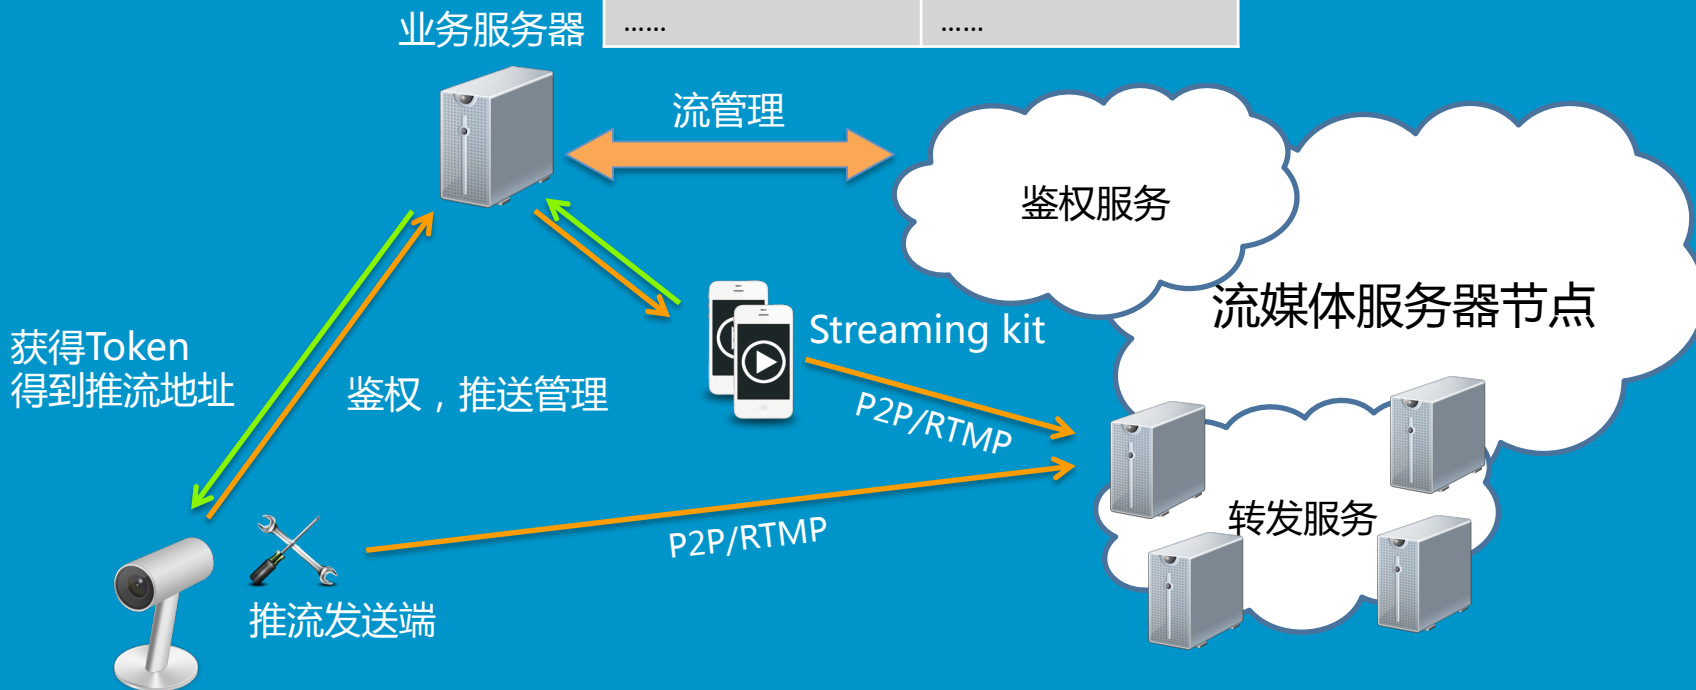 业务服务器
...... ......
流管理
鉴权服务
流媒体服务器节点
Streaming kit
获得Token
得到推流地址
鉴权，推送管理
P2P/RTMP
转发服务
P2P/RTMP
推流发送端